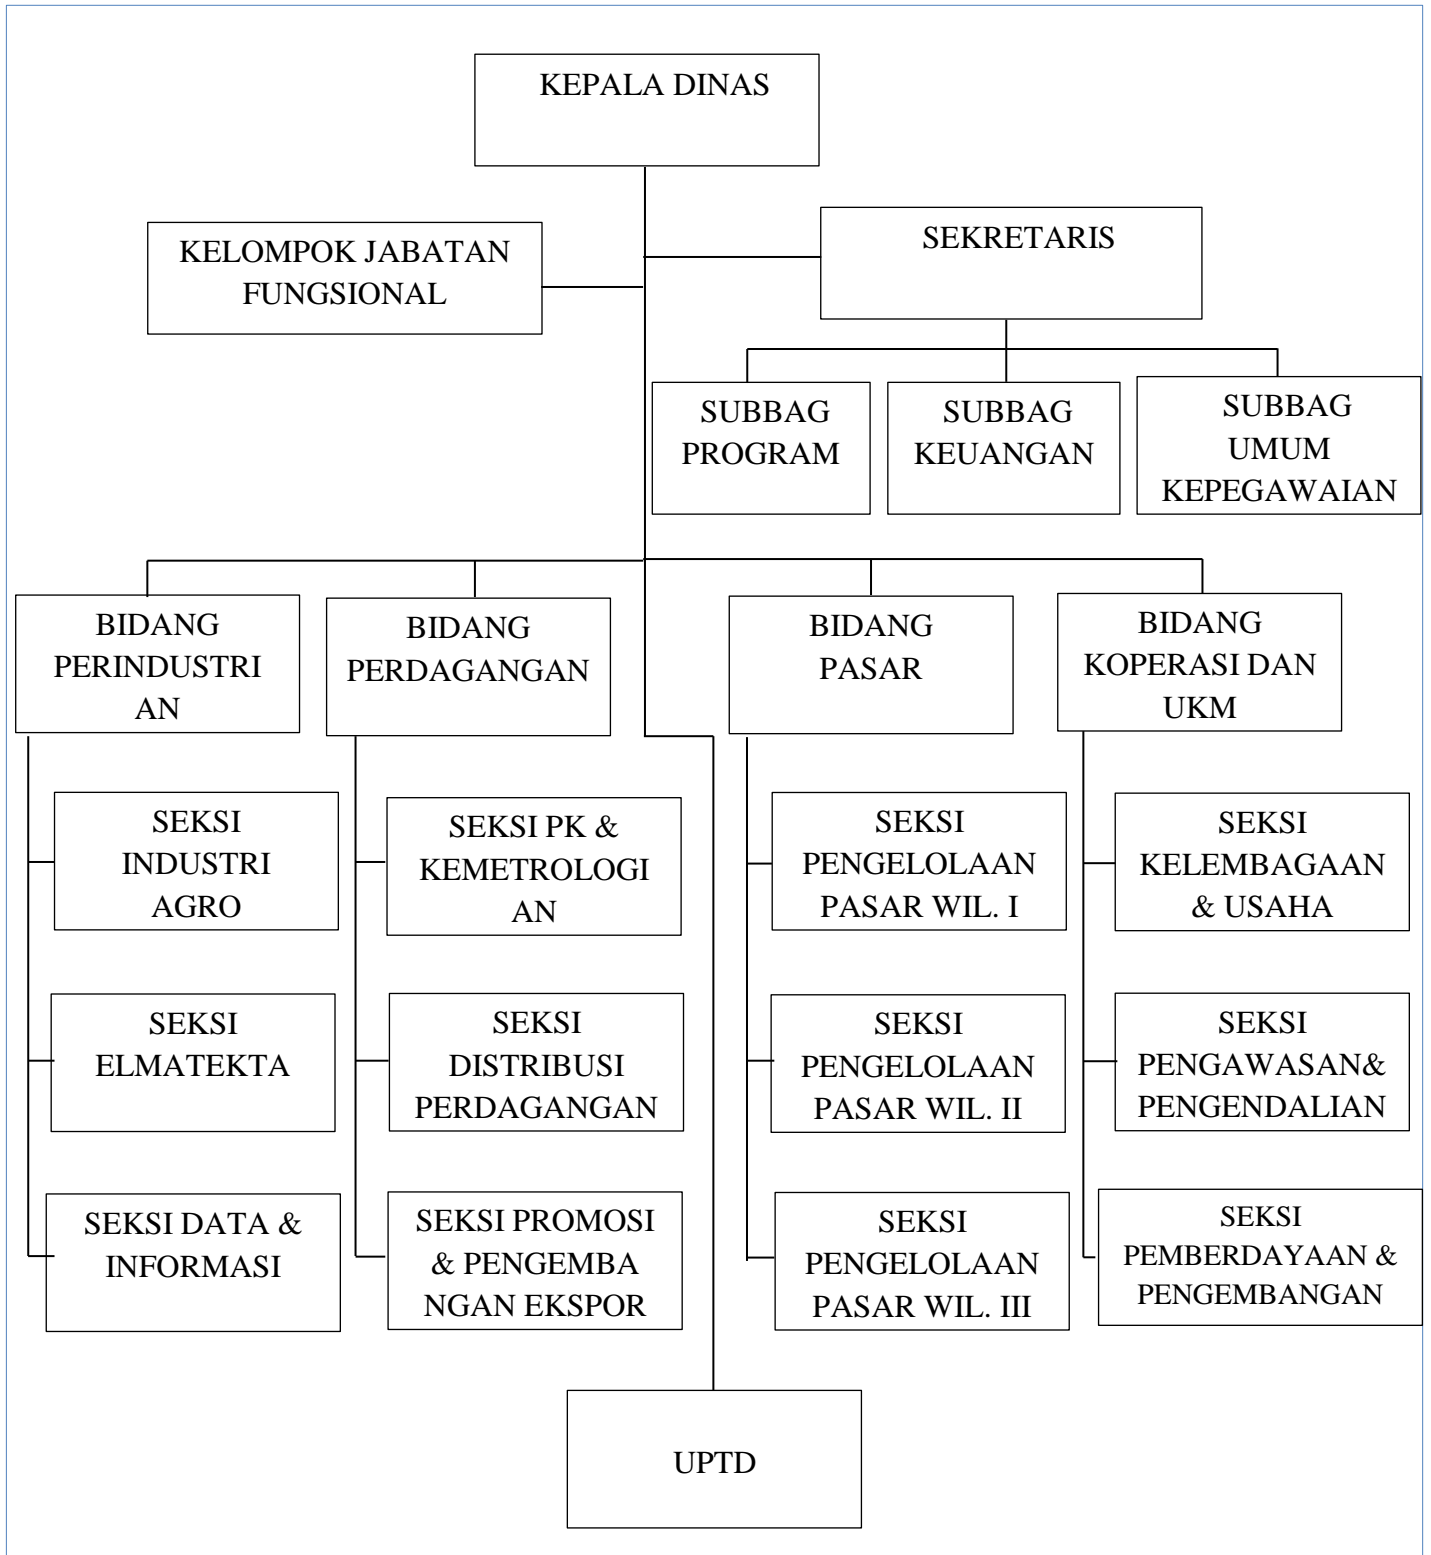 KEPALA DINAS
KELOMPOK JABATAN
FUNGSIONAL
SEKRETARIS
SUBBAG
PROGRAM
SUBBAG
KEUANGAN
SUBBAG
UMUM
KEPEGAWAIAN
BIDANG
PERINDUSTRI
AN
BIDANG
PERDAGANGAN
BIDANG
PASAR
BIDANG
KOPERASI DAN
UKM
SEKSI
INDUSTRI
AGRO
SEKSI PK &
KEMETROLOGI
AN
SEKSI
PENGELOLAAN
PASAR WIL. I
SEKSI
KELEMBAGAAN
& USAHA
SEKSI
ELMATEKTA
SEKSI
DISTRIBUSI
PERDAGANGAN
SEKSI
PENGELOLAAN
PASAR WIL. II
SEKSI
PENGAWASAN&
PENGENDALIAN
SEKSI DATA &
INFORMASI
SEKSI PROMOSI
& PENGEMBA
NGAN EKSPOR
SEKSI
PENGELOLAAN
PASAR WIL. III
SEKSI
PEMBERDAYAAN &
PENGEMBANGAN
UPTD